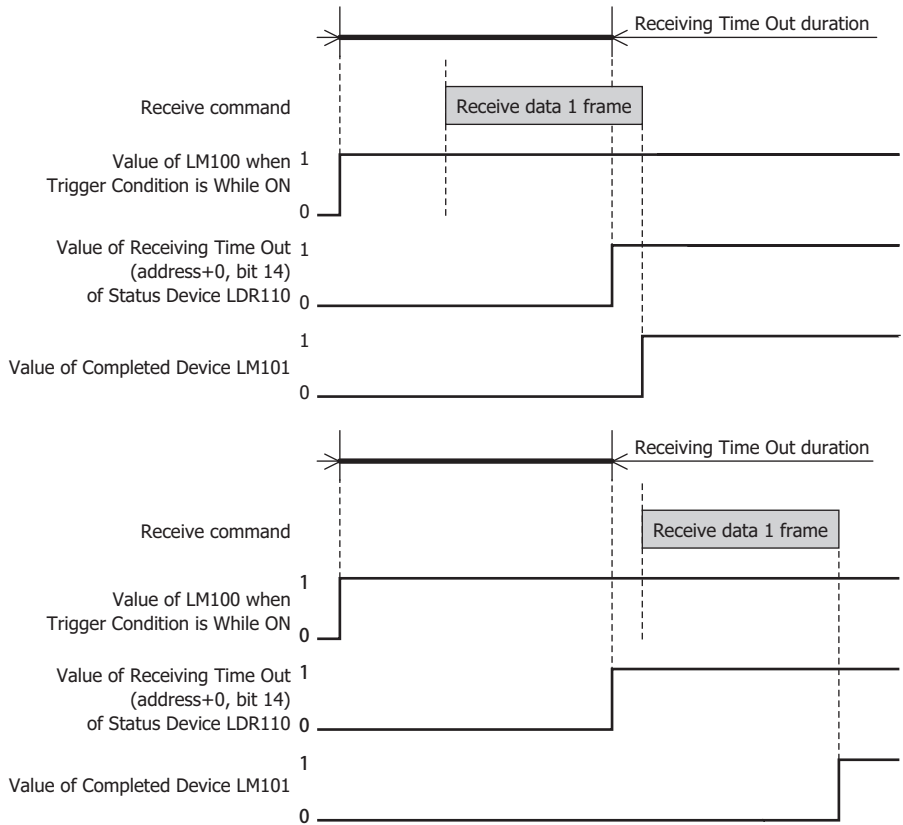 Receiving Time Out duration
Receive command
Receive data 1 frame
Value of LM100 when
Trigger Condition is While ON
1
0
Value of Receiving Time Out
(address+0, bit 14)
of Status Device LDR110
1
0
Value of Completed Device LM101
1
0
Receiving Time Out duration
Receive command
Receive data 1 frame
Value of LM100 when
Trigger Condition is While ON
1
0
Value of Receiving Time Out
(address+0, bit 14)
of Status Device LDR110
1
0
Value of Completed Device LM101
1
0